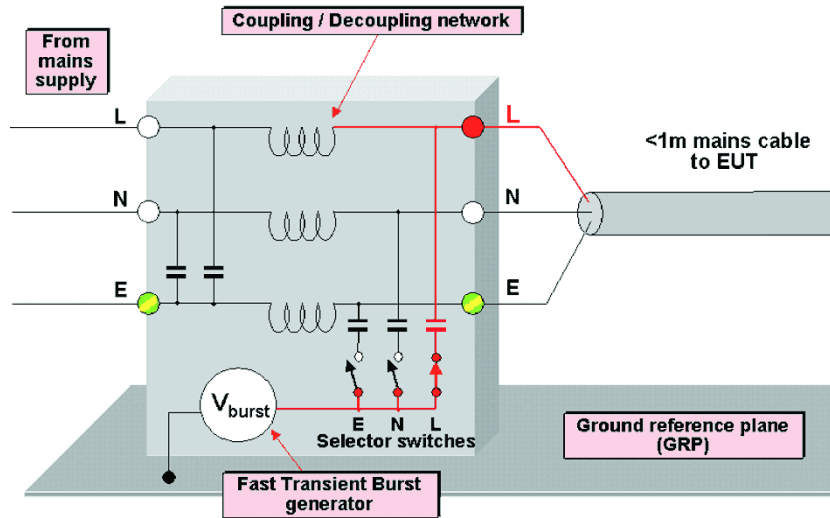 Coupling / Decoupling network
From
mains
supply
L
L
<1m mains cable
to EUT
N
N
E
E
Vburst
E N L
Selector switches
Ground reference plane
(GRP)
Fast Transient Burst
generator